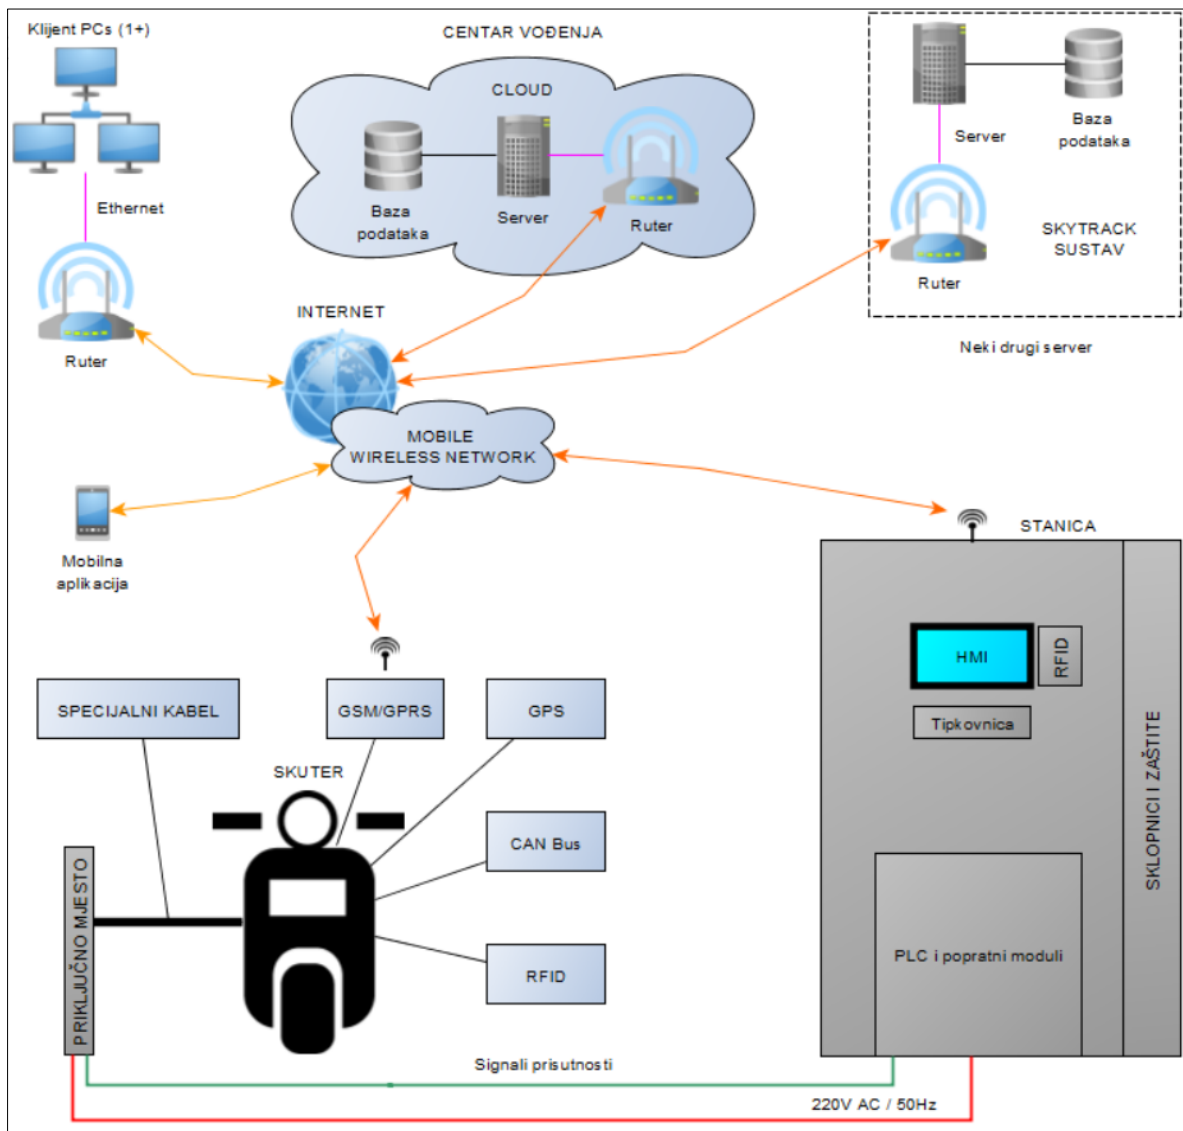 Klijent PCs (1+)
Ethernet
Ruter
CENTAR VOĐENJA
CLOUD
Baza
podataka
Server
Ruter
Server
Baza
podataka
Ruter
SKYTRACK
SUSTAV
Neki drugi server
INTERNET
MOBILE
WIRELESS NETWORK
Mobilna
aplikacija
STANICA
HMI
RFID
Tipkovnica
SKLOPNICI I ZAŠTITE
PLC i popratni moduli
SPECIJALNI KABEL
GSM/GPRS
GPS
SKUTER
CAN Bus
RFID
PRIKLJUČNO MJESTO
Signali prisutnosti
220V AC / 50Hz